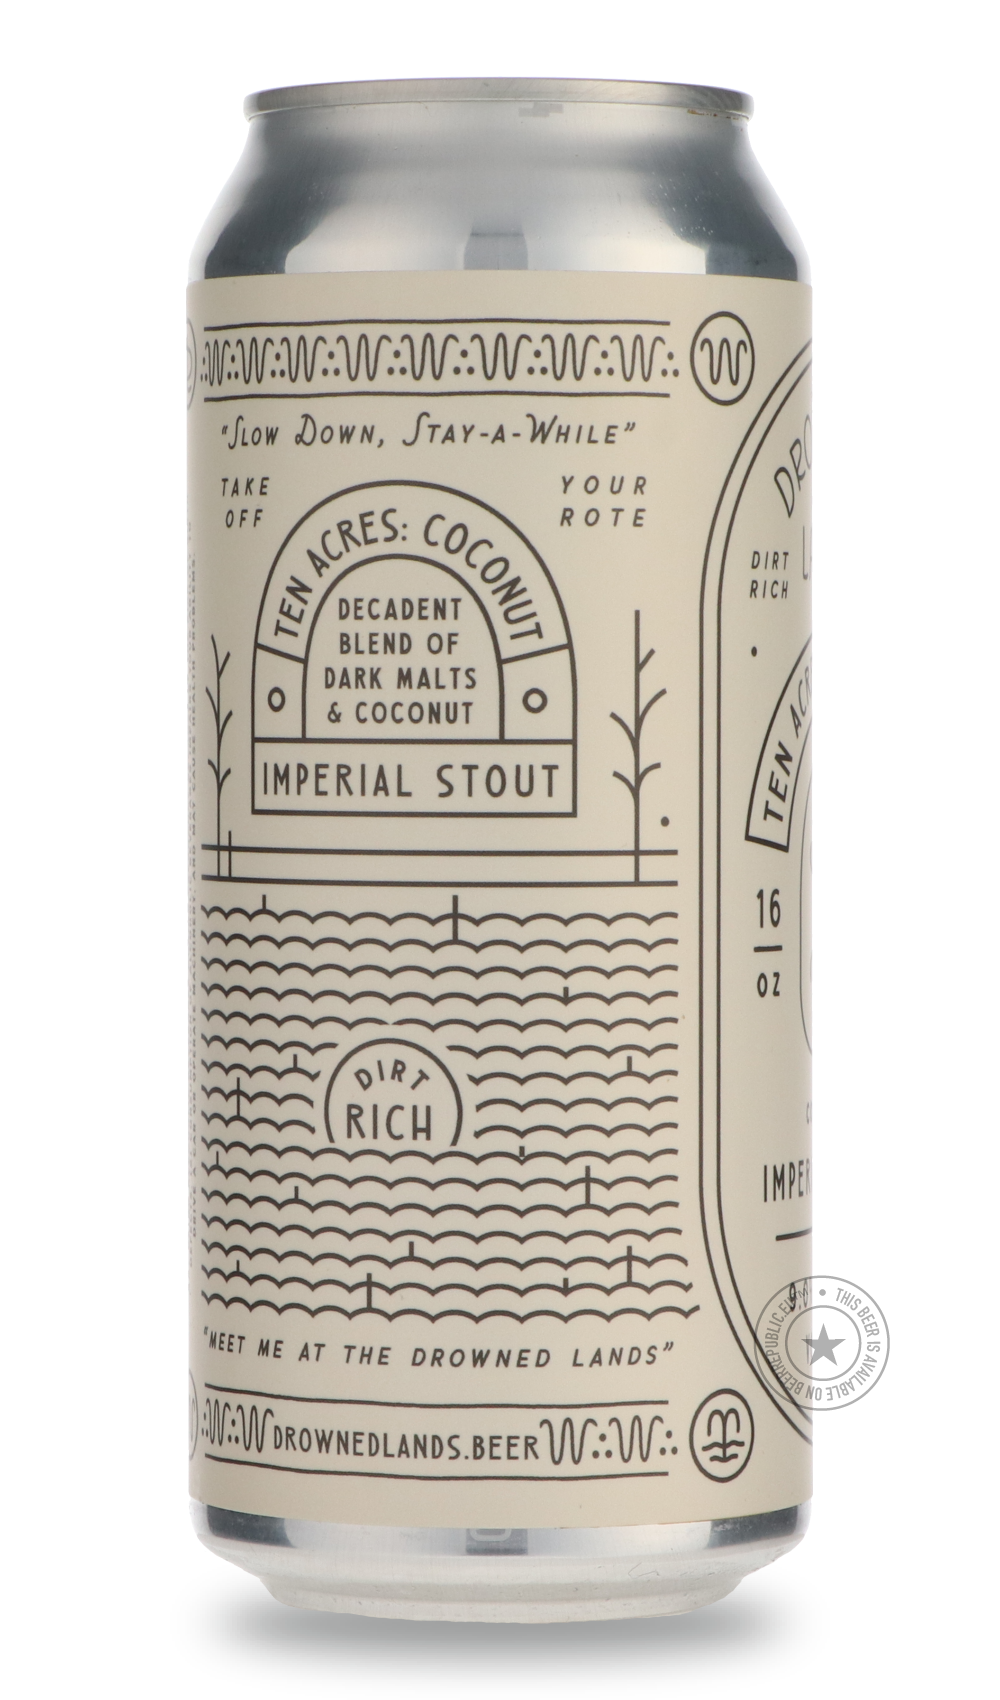 "Slow Down, Stay-A-While"
TAKE OFF
YOUR ROTE
TEN ACRES: COCONUT
DECADENT
BLEND OF
DARK MALTS
& COCONUT
IMPERIAL STOUT
DIRT
RICH
"MEET ME AT THE DROWNED LANDS"
DROWNEDLANDS.BEER
DIRT
RICH
TEN
16
OZ
THIS BEER IS AVAILABLE ON BEERREPUBLIC.EU